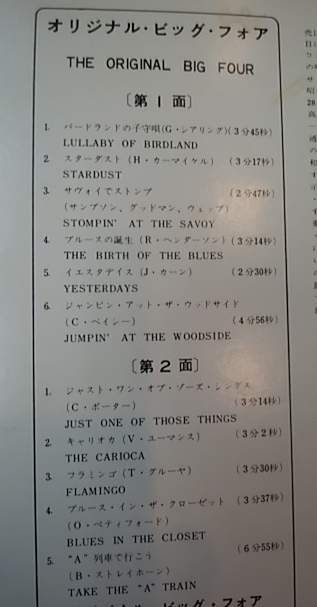 オリジナル・ビッグ・フォア
THE ORIGINAL BIG FOUR
〔第1面〕
1. バードランドの子守唄(G・シアリング)(3分45秒)
LULLABY OF BIRDLAND
2. スターダスト(H・カーマイケル)(3分17秒)
STARDUST
3. サヴォイでストンプ(2分47秒)
(サンプソン、グッドマン、ウェッブ)
STOMPIN' AT THE SAVOY
4. ブルースの誕生(R・ヘンダーソン)(3分14秒)
THE BIRTH OF THE BLUES
5. イエスタデイス(J・カーン)(2分30秒)
YESTERDAYS
6. ジャンピン・アット・ザ・ウッドサイド
(C・ベイシー)(4分56秒)
JUMPIN' AT THE WOODSIDE
〔第2面〕
1. ジャスト・ワン・オブ・ゾーズ・シングス
(C・ポーター)(3分14秒)
JUST ONE OF THOSE THINGS
2. キャリオカ(V・ユーマンス)(3分2秒)
THE CARIOCA
3. フラミンゴ(T・グルーヤ)(3分30秒)
FLAMINGO
4. ブルース・イン・ザ・クローゼット(3分37秒)
(O・ペティフォード)
BLUES IN THE CLOSET
5. “A”列車で行こう(6分55秒)
(B・ストレイホーン)
TAKE THE “A” TRAIN